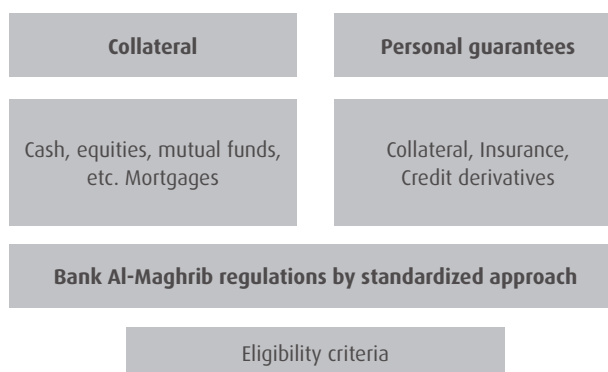 Collateral
Personal guarantees
Cash, equities, mutual funds,
etc. Mortgages
Collateral, Insurance,
Credit derivatives
Bank Al-Maghrib regulations by standardized approach
Eligibility criteria